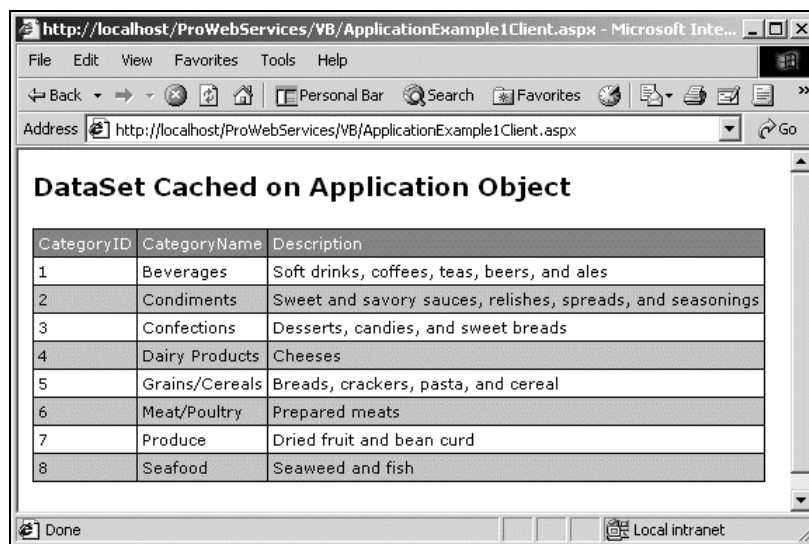 http://localhost/ProWebServices/VB/ApplicationExample1Client.aspx - Microsoft Inte...
File Edit View Favorites Tools Help
Back Personal Bar Search Favorites »
Address http://localhost/ProWebServices/VB/ApplicationExample1Client.aspx Go
DataSet Cached on Application Object
CategoryID CategoryName Description
1 Beverages Soft drinks, coffees, teas, beers, and ales
2 Condiments Sweet and savory sauces, relishes, spreads, and seasonings
3 Confections Desserts, candies, and sweet breads
4 Dairy Products Cheeses
5 Grains/Cereals Breads, crackers, pasta, and cereal
6 Meat/Poultry Prepared meats
7 Produce Dried fruit and bean curd
8 Seafood Seaweed and fish
Done Local intranet